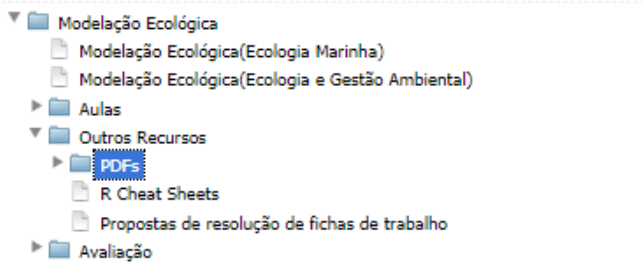 Modelação Ecológica
Modelação Ecológica(Ecologia Marinha)
Modelação Ecológica(Ecologia e Gestão Ambiental)
Aulas
Outros Recursos
PDFs
R Cheat Sheets
Propostas de resolução de fichas de trabalho
Avaliação